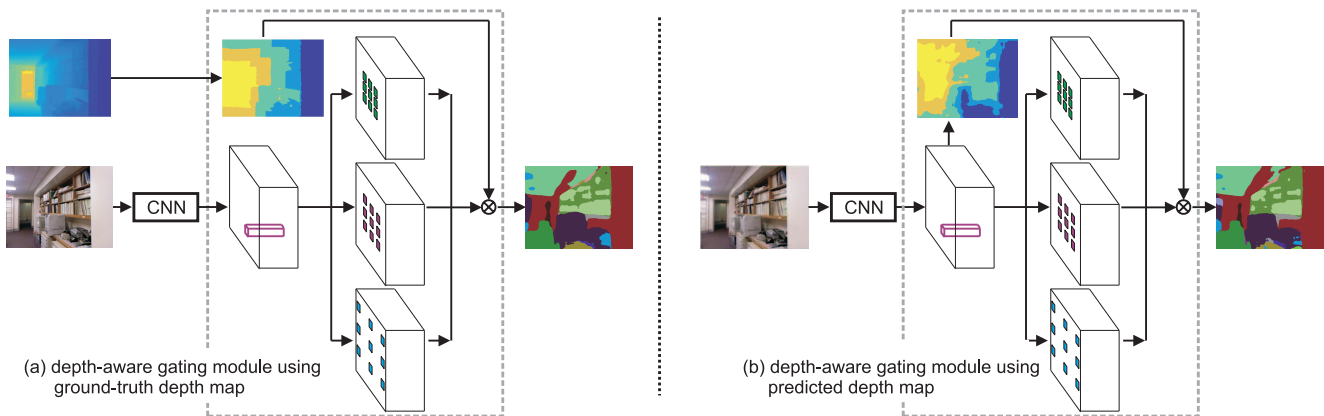 CNN
(a) depth-aware gating module using
ground-truth depth map
CNN
(b) depth-aware gating module using
predicted depth map